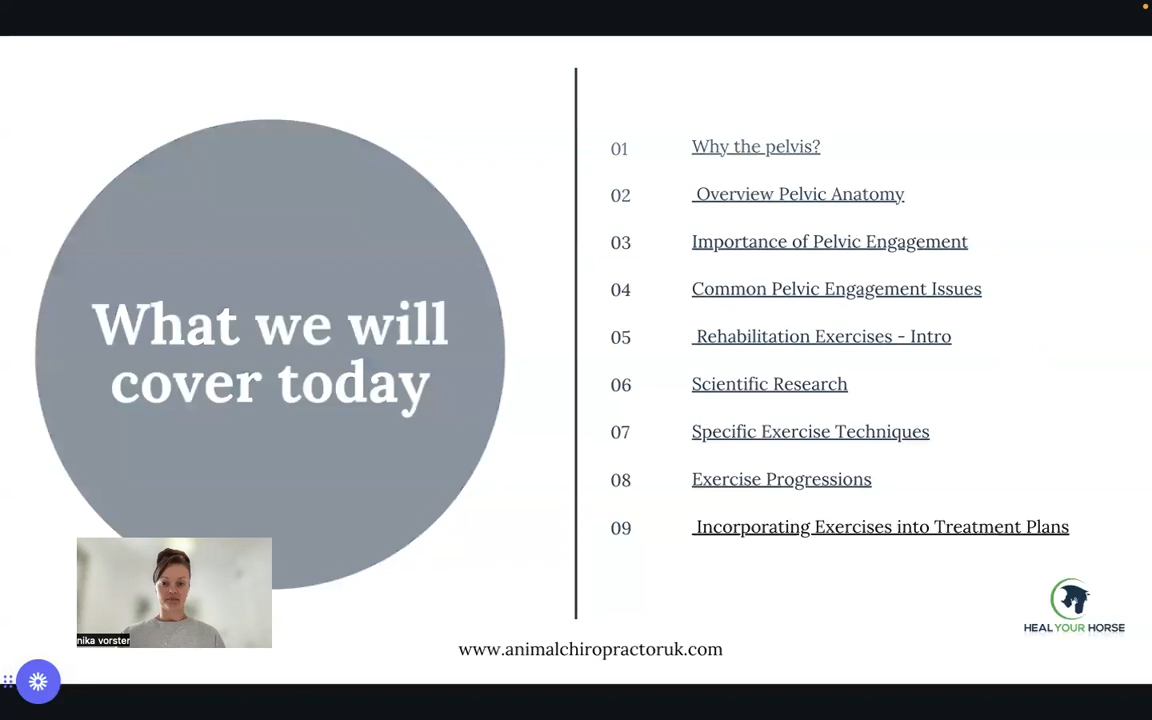 What we will
cover today
01 Why the pelvis?
02 Overview Pelvic Anatomy
03 Importance of Pelvic Engagement
04 Common Pelvic Engagement Issues
05 Rehabilitation Exercises - Intro
06 Scientific Research
07 Specific Exercise Techniques
08 Exercise Progressions
09 Incorporating Exercises into Treatment Plans
HEAL YOUR HORSE
nika vorster
www.animalchiropractoruk.com